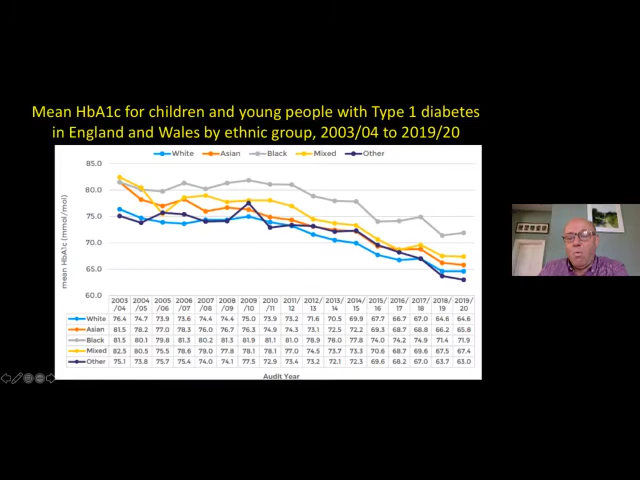 Mean HbA1c for children and young people with Type 1 diabetes
in England and Wales by ethnic group, 2003/04 to 2019/20
White Asian Black Mixed Other
85.0
80.0
75.0
70.0
65.0
60.0
mean HbA1c (mmol/mol)
2003 2004 2005 2006 2007 2008 2009 2010 2011 2012 2013 2014 2015 2016 2017 2018 2019/
/04 /05 /06 /07 /08 /09 /10 /11 /12 /13 /14 /15 /16 /17 /18 /19 20
White 76.4 74.7 73.9 73.6 74.4 74.4 75.0 73.9 73.2 71.6 70.5 69.9 67.7 66.7 67.0 64.6 64.6
Asian 81.5 78.2 77.0 78.3 76.0 76.7 76.3 74.9 74.3 73.1 72.5 72.2 69.3 68.7 68.8 66.2 65.8
Black 81.5 80.1 79.8 81.3 80.2 81.3 81.9 81.1 81.0 78.9 78.0 77.8 74.0 74.2 74.9 71.4 71.9
Mixed 82.5 80.5 75.5 78.6 79.0 77.8 78.1 78.1 77.0 74.5 73.7 73.3 70.6 68.7 69.6 67.5 67.4
Other 75.1 73.8 75.7 75.4 74.0 74.1 77.5 72.9 73.4 73.2 72.1 72.3 69.6 68.2 67.0 63.7 63.0
Audit Year